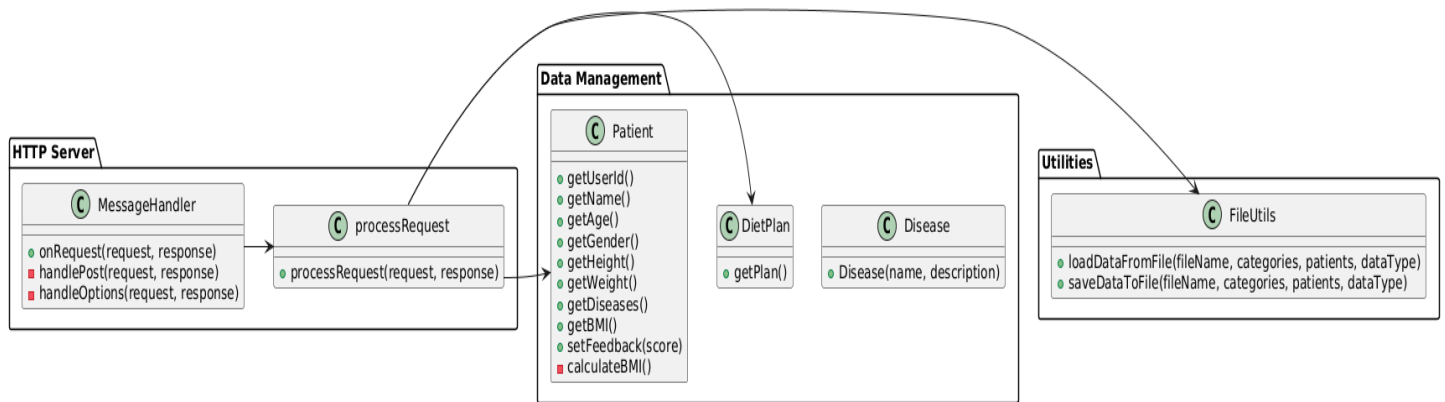 HTTP Server
C MessageHandler
onRequest(request, response)
handlePost(request, response)
handleOptions(request, response)
C processRequest
processRequest(request, response)
Data Management
C Patient
getUserId()
getName()
getAge()
getGender()
getHeight()
getWeight()
getDiseases()
getBMI()
setFeedback(score)
calculateBMI()
C DietPlan
getPlan()
C Disease
Disease(name, description)
Utilities
C FileUtils
loadDataFromFile(fileName, categories, patients, dataType)
saveDataToFile(fileName, categories, patients, dataType)